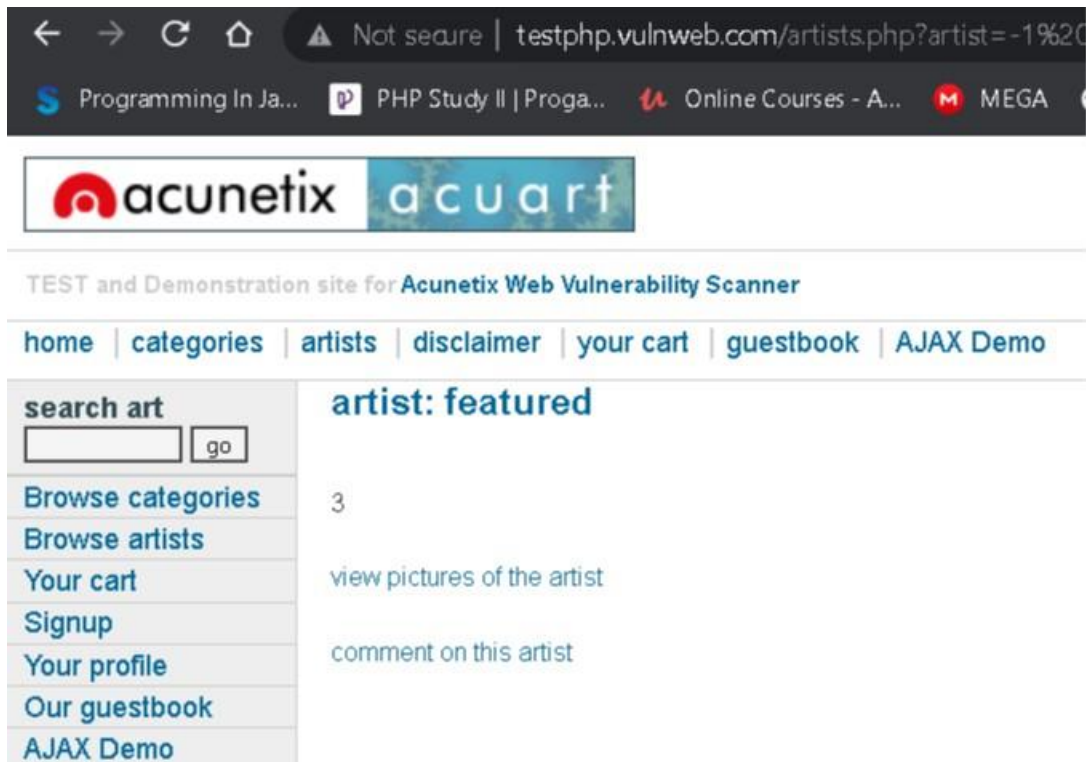 Not secure | testphp.vulnweb.com/artists.php?artist=-1%20
Programming In Ja... PHP Study II | Proga... Online Courses - A... MEGA
acunetix acuart
TEST and Demonstration site for Acunetix Web Vulnerability Scanner
home | categories | artists | disclaimer | your cart | guestbook | AJAX Demo
search art
go
Browse categories
Browse artists
Your cart
Signup
Your profile
Our guestbook
AJAX Demo
artist: featured
3
view pictures of the artist
comment on this artist